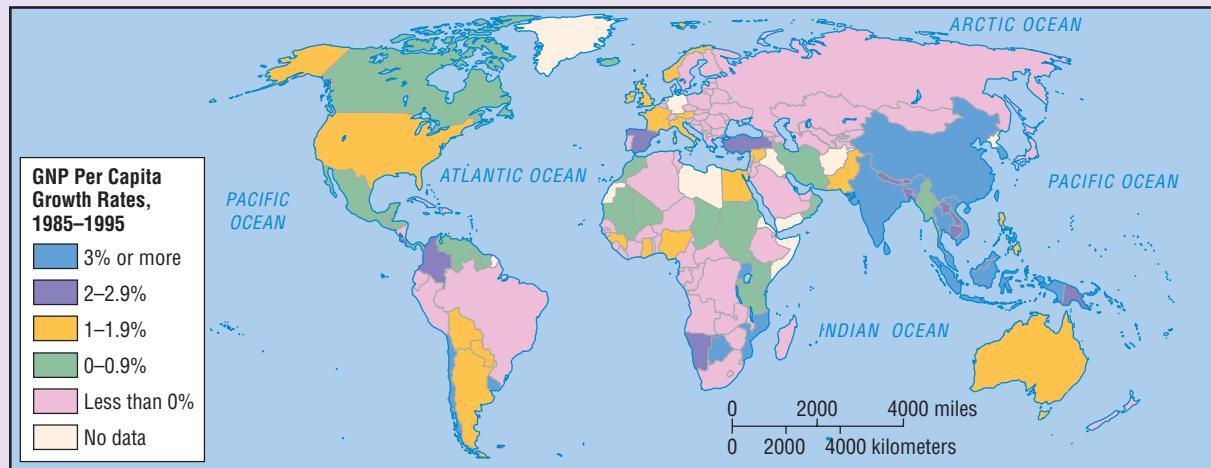 ARCTIC OCEAN
GNP Per Capita
Growth Rates,
1985–1995
3% or more
2–2.9%
1–1.9%
0–0.9%
Less than 0%
No data
PACIFIC
OCEAN
ATLANTIC OCEAN
PACIFIC OCEAN
INDIAN OCEAN
0 2000 4000 miles
0 2000 4000 kilometers